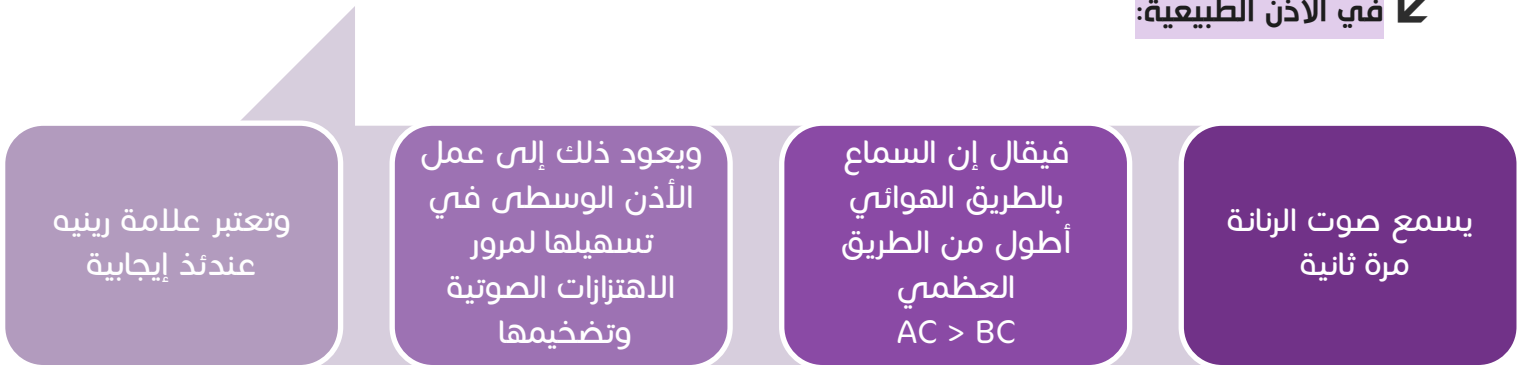 في الأذن الطبيعية:
يسمع صوت الرنانة
مرة ثانية
فيقال إن السماع
بالطريق الهوائي
أطول من الطريق
العظمي
AC > BC
ويعود ذلك إلى عمل
الأذن الوسطى في
تسهيلها لمرور
الاهتزازات الصوتية
وتضخيمها
وتعتبر علامة رينيه
عندئذ إيجابية